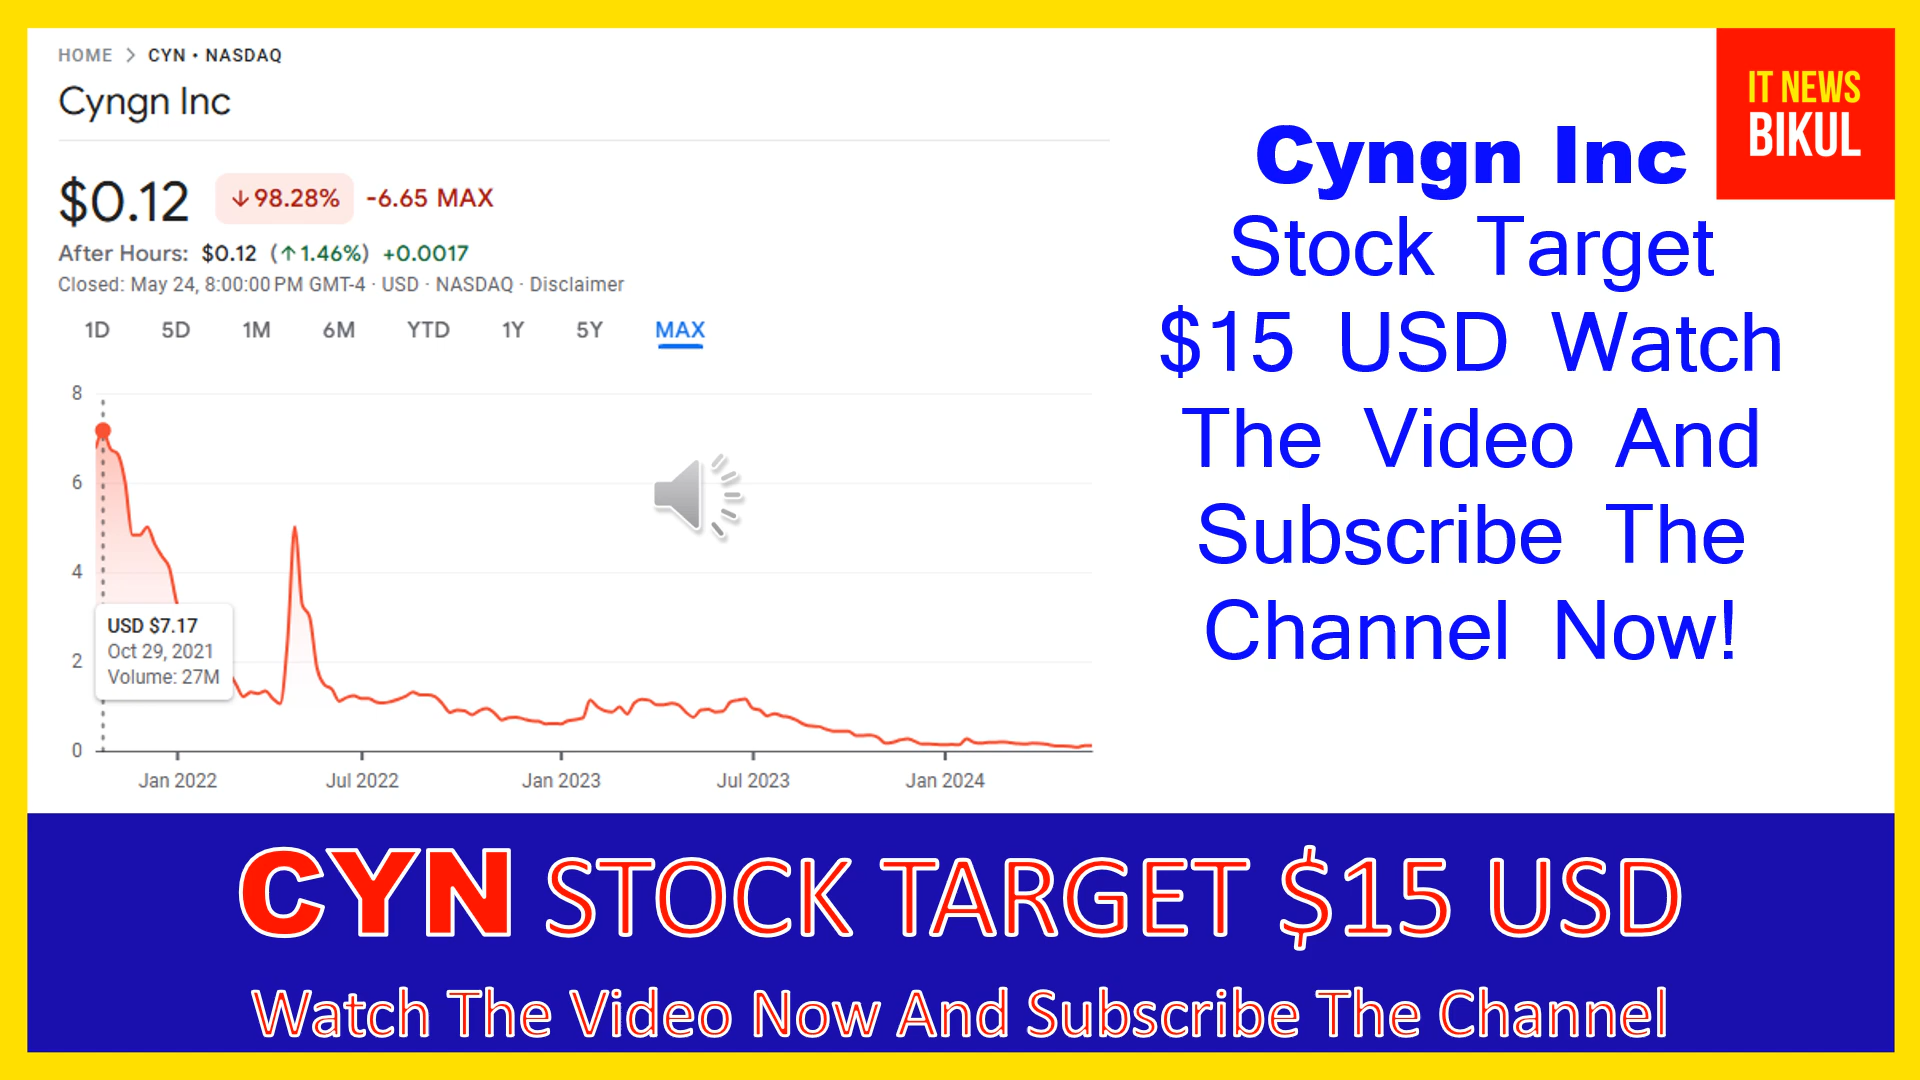 HOME > CYN • NASDAQ
Cyngn Inc
$0.12 ↓98.28% -6.65 MAX
After Hours: $0.12 (↑1.46%) +0.0017
Closed: May 24, 8:00:00 PM GMT-4 · USD · NASDAQ · Disclaimer
1D 5D 1M 6M YTD 1Y 5Y MAX
8
6
4
2
0
USD $7.17
Oct 29, 2021
Volume: 27M
Jan 2022 Jul 2022 Jan 2023 Jul 2023 Jan 2024
IT NEWS
BIKUL
Cyngn Inc
Stock Target
$15 USD Watch
The Video And
Subscribe The
Channel Now!
CYN STOCK TARGET $15 USD
Watch The Video Now And Subscribe The Channel